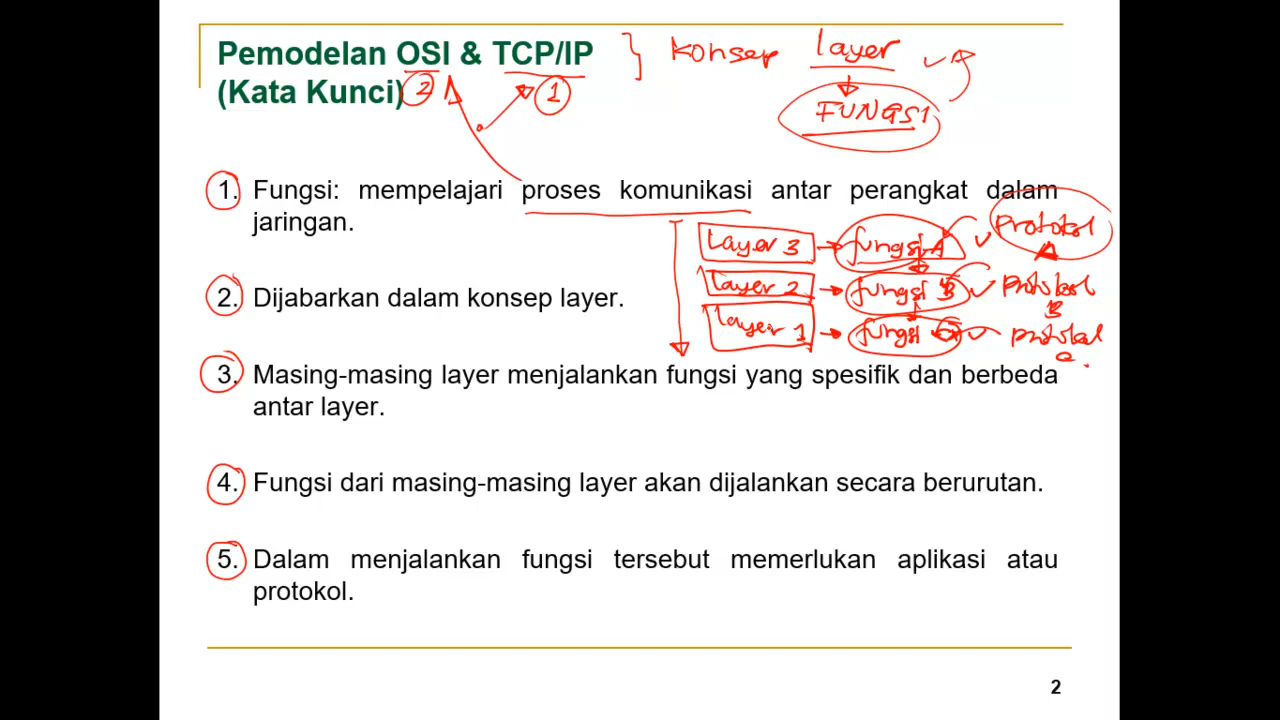 Pemodelan OSI & TCP/IP
(Kata Kunci)
2
1
} Konsep layer
FUNGSI
1. Fungsi: mempelajari proses komunikasi antar perangkat dalam
jaringan.
layer 3 fungsi A protokol A
layer 2 fungsi B protokol B
layer 1 fungsi
2. Dijabarkan dalam konsep layer.
3. Masing-masing layer menjalankan fungsi yang spesifik dan berbeda
antar layer.
4. Fungsi dari masing-masing layer akan dijalankan secara berurutan.
5. Dalam menjalankan fungsi tersebut memerlukan aplikasi atau
protokol.
2